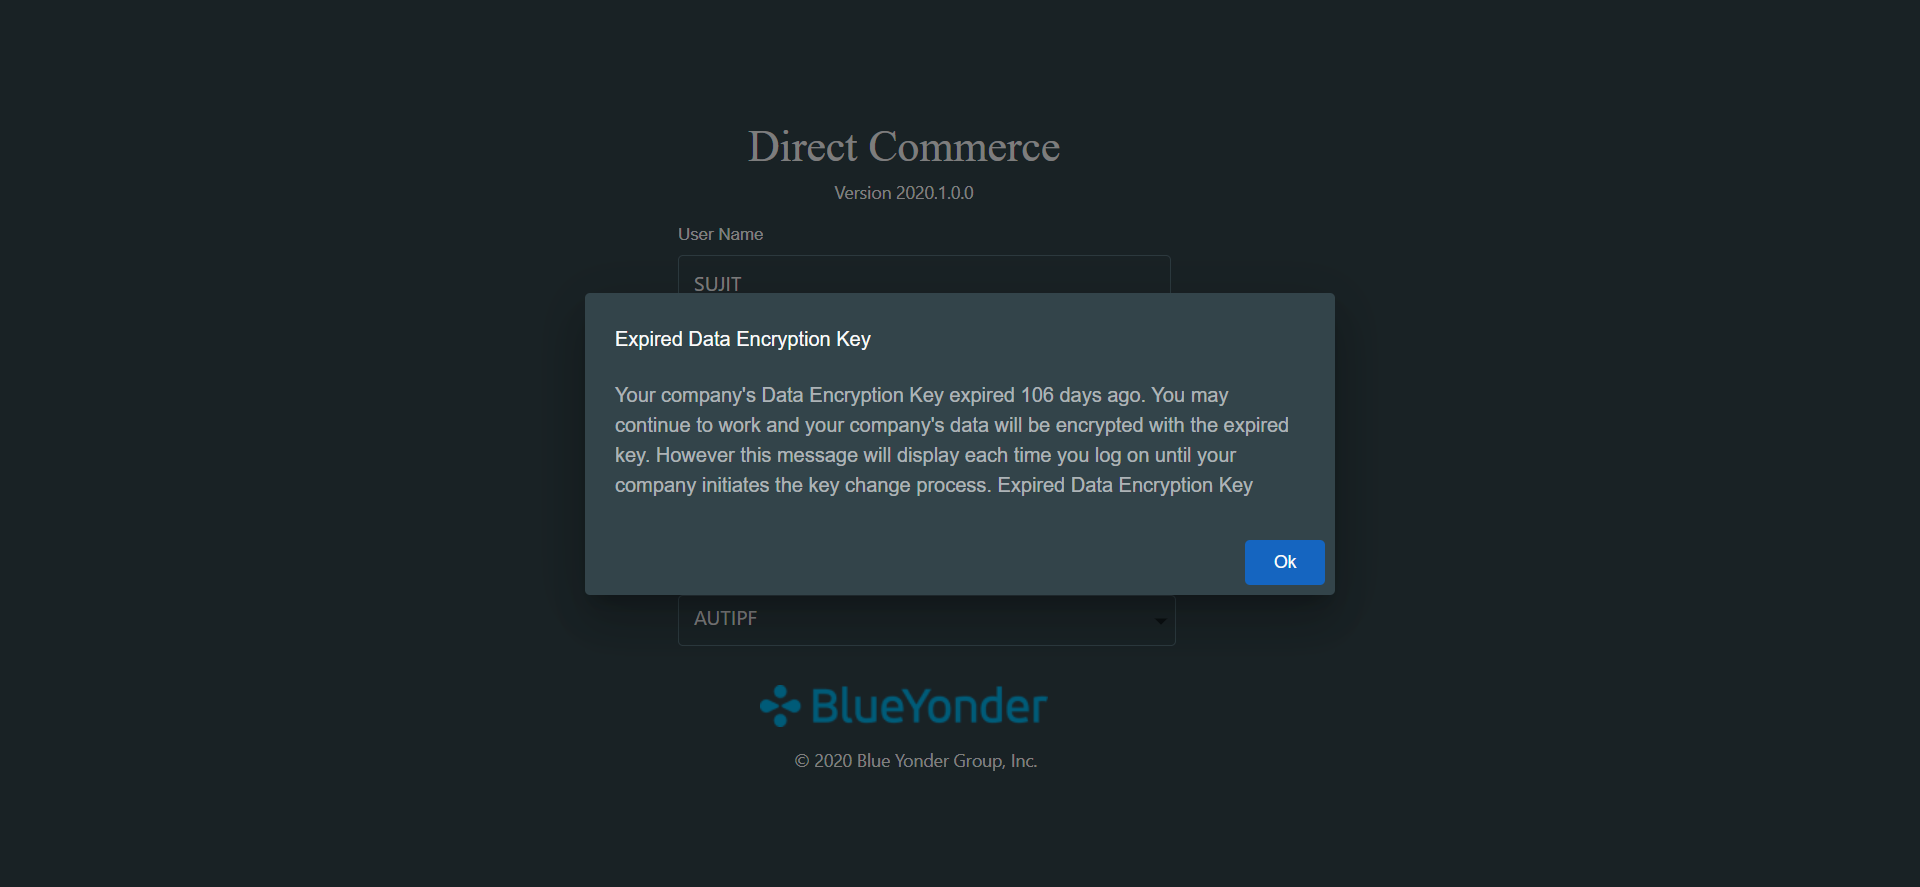 Direct Commerce
Version 2020.1.0.0
User Name
SUJIT
Expired Data Encryption Key
Your company's Data Encryption Key expired 106 days ago. You may
continue to work and your company's data will be encrypted with the expired
key. However this message will display each time you log on until your
company initiates the key change process. Expired Data Encryption Key
Ok
AUTIPF
BlueYonder
© 2020 Blue Yonder Group, Inc.